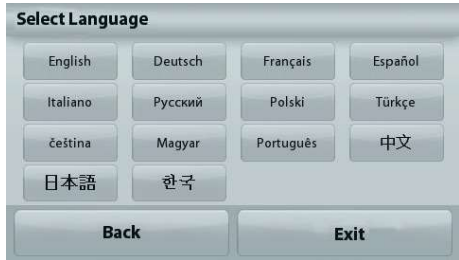 Select Language
English Deutsch Français Español
Italiano Русский Polski Türkçe
čeština Magyar Português 中文
日本語 한국
Back Exit